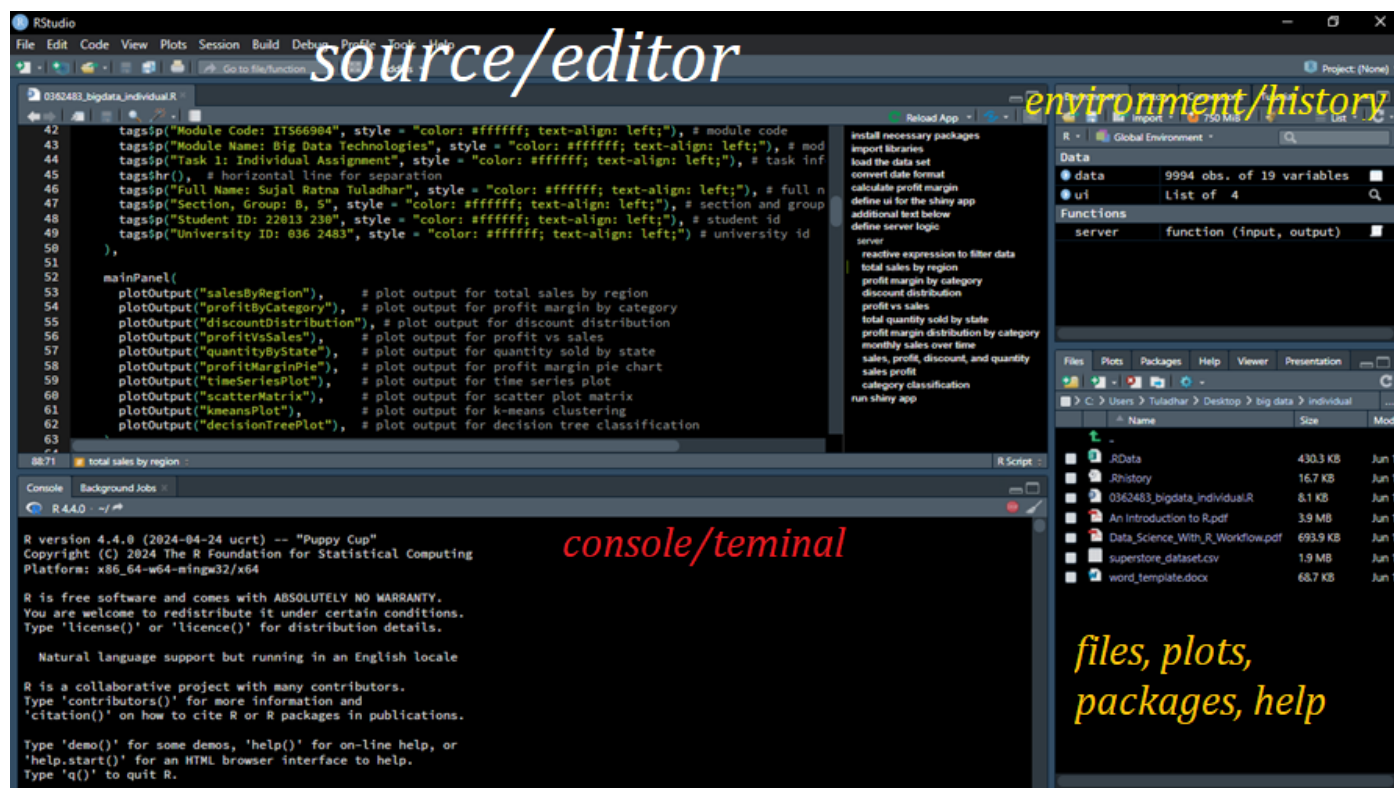 RStudio
File Edit Code View Plots Session Build Debug Profile Tools Help
source/editor
Go to file/function
Project: (None)
0362483_bigdata_individual.R
environment/history
Reload App
Import 750 MiB List
R Global Environment
42 tags$p("Module Code: ITS66904", style = "color: #ffffff; text-align: left;"), # module code
43 tags$p("Module Name: Big Data Technologies", style = "color: #ffffff; text-align: left;"), # mod
44 tags$p("Task 1: Individual Assignment", style = "color: #ffffff; text-align: left;"), # task inf
45 tags$hr(), # horizontal line for separation
46 tags$p("Full Name: Sujal Ratna Tuladhar", style = "color: #ffffff; text-align: left;"), # full n
47 tags$p("Section, Group: B, 5", style = "color: #ffffff; text-align: left;"), # section and group
48 tags$p("Student ID: 22013 230", style = "color: #ffffff; text-align: left;"), # student id
49 tags$p("University ID: 036 2483", style = "color: #ffffff; text-align: left;") # university id
50 ),
51
52 mainPanel(
53 plotOutput("salesByRegion"), # plot output for total sales by region
54 plotOutput("profitByCategory"), # plot output for profit margin by category
55 plotOutput("discountDistribution"), # plot output for discount distribution
56 plotOutput("profitVsSales"), # plot output for profit vs sales
57 plotOutput("quantityByState"), # plot output for quantity sold by state
58 plotOutput("profitMarginPie"), # plot output for profit margin pie chart
59 plotOutput("timeSeriesPlot"), # plot output for time series plot
60 plotOutput("scatterMatrix"), # plot output for scatter plot matrix
61 plotOutput("kmeansPlot"), # plot output for k-means clustering
62 plotOutput("decisionTreePlot"), # plot output for decision tree classification
63
88:71 total sales by region R Script
install necessary packages
import libraries
load the data set
convert date format
calculate profit margin
define ui for the shiny app
additional text below
define server logic
server
reactive expression to filter data
total sales by region
profit margin by category
discount distribution
profit vs sales
total quantity sold by state
profit margin distribution by category
monthly sales over time
sales, profit, discount, and quantity
sales profit
category classification
run shiny app
Data
data 9994 obs. of 19 variables
ui List of 4
Functions
server function (input, output)
Files Plots Packages Help Viewer Presentation
C: > Users > Tuladhar > Desktop > big data > individual
Name Size Mod
..
.RData 430.3 KB Jun 1
.Rhistory 16.7 KB Jun 1
0362483_bigdata_individual.R 8.1 KB Jun 1
An Introduction to R.pdf 3.9 MB Jun 1
Data_Science_With_R_Workflow.pdf 693.9 KB Jun 1
superstore_dataset.csv 1.9 MB Jun 1
word_template.docx 68.7 KB Jun 1
files, plots,
packages, help
Console Background Jobs
R 4.4.0 · ~/
console/teminal
R version 4.4.0 (2024-04-24 ucrt) -- "Puppy Cup"
Copyright (C) 2024 The R Foundation for Statistical Computing
Platform: x86_64-w64-mingw32/x64
R is free software and comes with ABSOLUTELY NO WARRANTY.
You are welcome to redistribute it under certain conditions.
Type 'license()' or 'licence()' for distribution details.
Natural language support but running in an English locale
R is a collaborative project with many contributors.
Type 'contributors()' for more information and
'citation()' on how to cite R or R packages in publications.
Type 'demo()' for some demos, 'help()' for on-line help, or
'help.start()' for an HTML browser interface to help.
Type 'q()' to quit R.